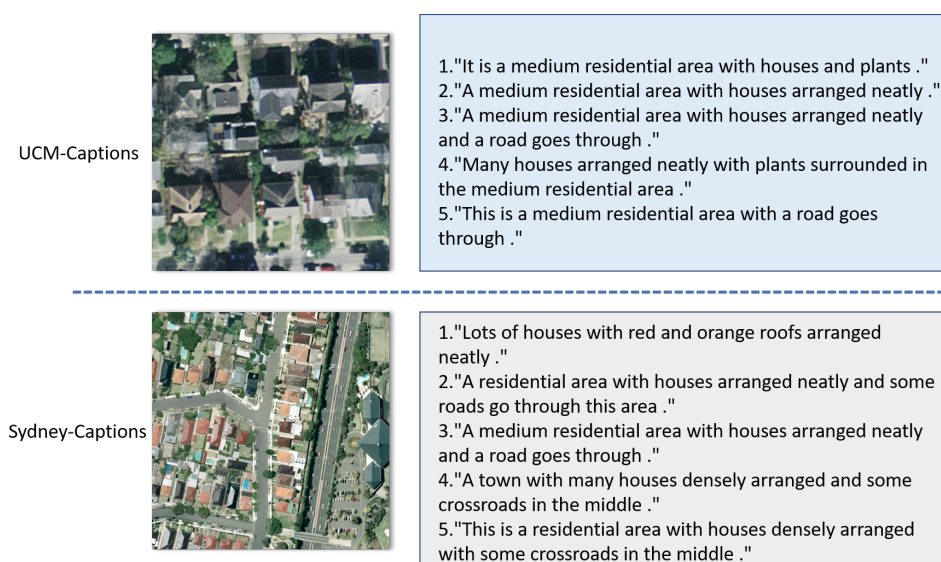 UCM-Captions
1."It is a medium residential area with houses and plants ."
2."A medium residential area with houses arranged neatly ."
3."A medium residential area with houses arranged neatly
and a road goes through ."
4."Many houses arranged neatly with plants surrounded in
the medium residential area ."
5."This is a medium residential area with a road goes
through ."
Sydney-Captions
1."Lots of houses with red and orange roofs arranged
neatly ."
2."A residential area with houses arranged neatly and some
roads go through this area ."
3."A medium residential area with houses arranged neatly
and a road goes through ."
4."A town with many houses densely arranged and some
crossroads in the middle ."
5."This is a residential area with houses densely arranged
with some crossroads in the middle ."